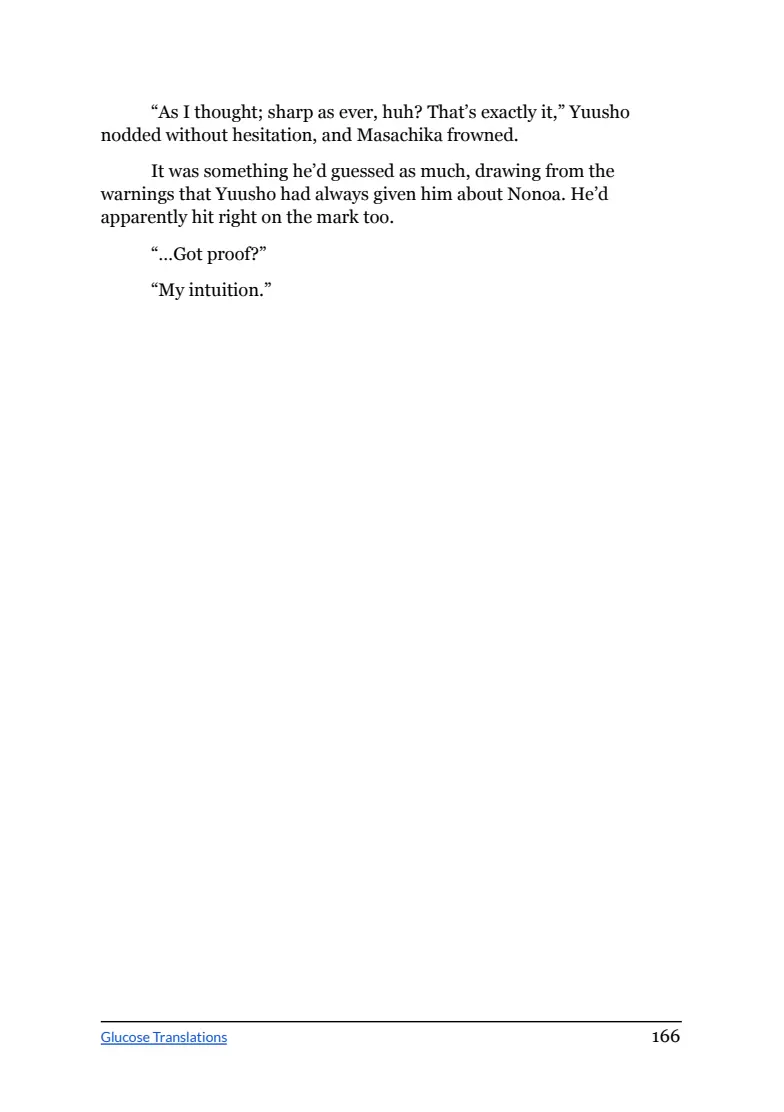 “As I thought; sharp as ever, huh? That’s exactly it,” Yuusho
nodded without hesitation, and Masachika frowned.
It was something he’d guessed as much, drawing from the
warnings that Yuusho had always given him about Nonoa. He’d
apparently hit right on the mark too.
“...Got proof?”
“My intuition.”
Glucose Translations
166